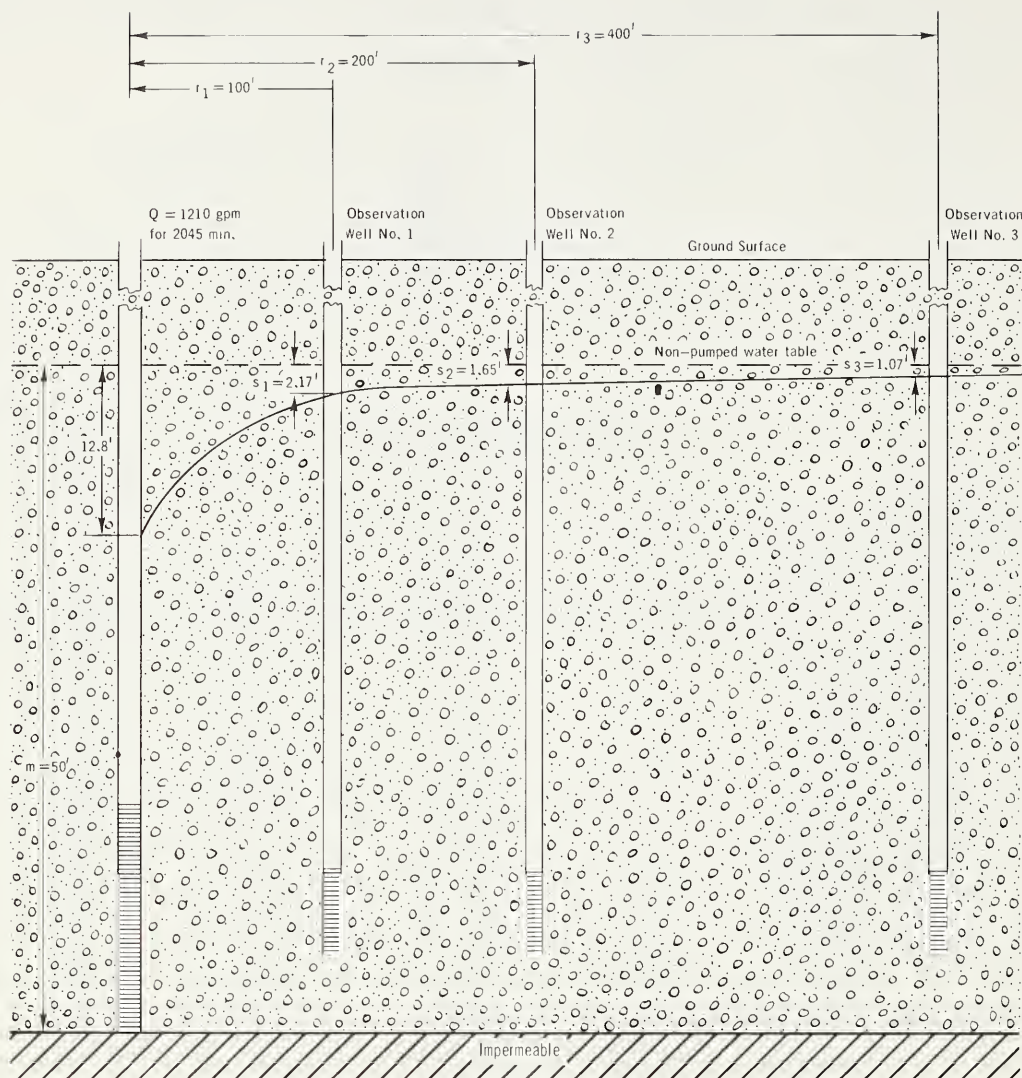 r3 = 400'
r2 = 200'
r1 = 100'
Q = 1210 gpm
for 2045 min.
Observation
Well No. 1
Observation
Well No. 2
Ground Surface
Observation
Well No. 3
Non-pumped water table
s1 = 2.17'
s2 = 1.65'
s3 = 1.07'
12.8'
m = 50'
Impermeable